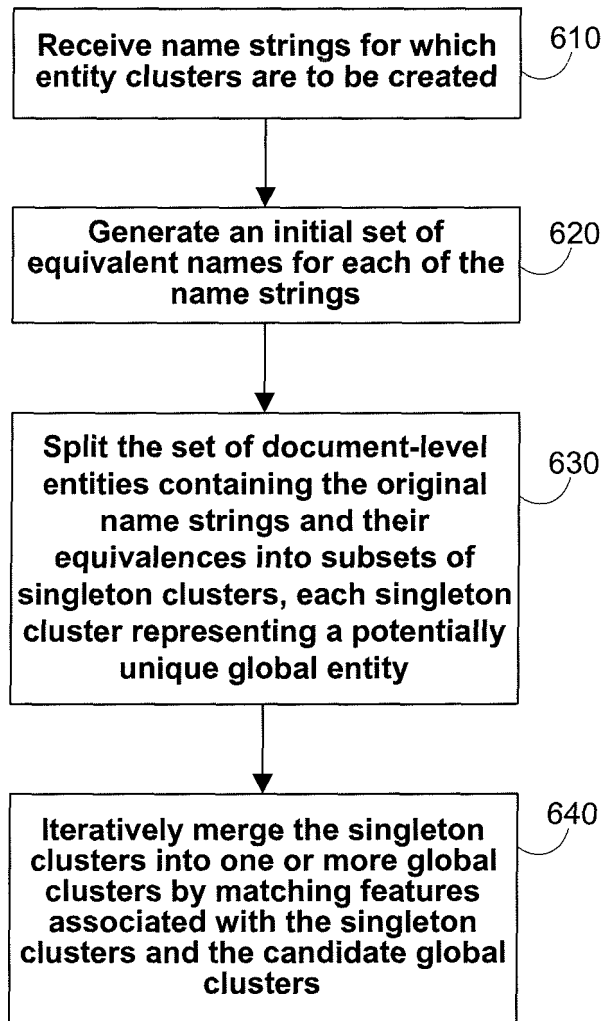 Receive name strings for which
entity clusters are to be created
610
Generate an initial set of
equivalent names for each of the
name strings
620
Split the set of document-level
entities containing the original
name strings and their
equivalences into subsets of
singleton clusters, each singleton
cluster representing a potentially
unique global entity
630
Iteratively merge the singleton
clusters into one or more global
clusters by matching features
associated with the singleton
clusters and the candidate global
clusters
640